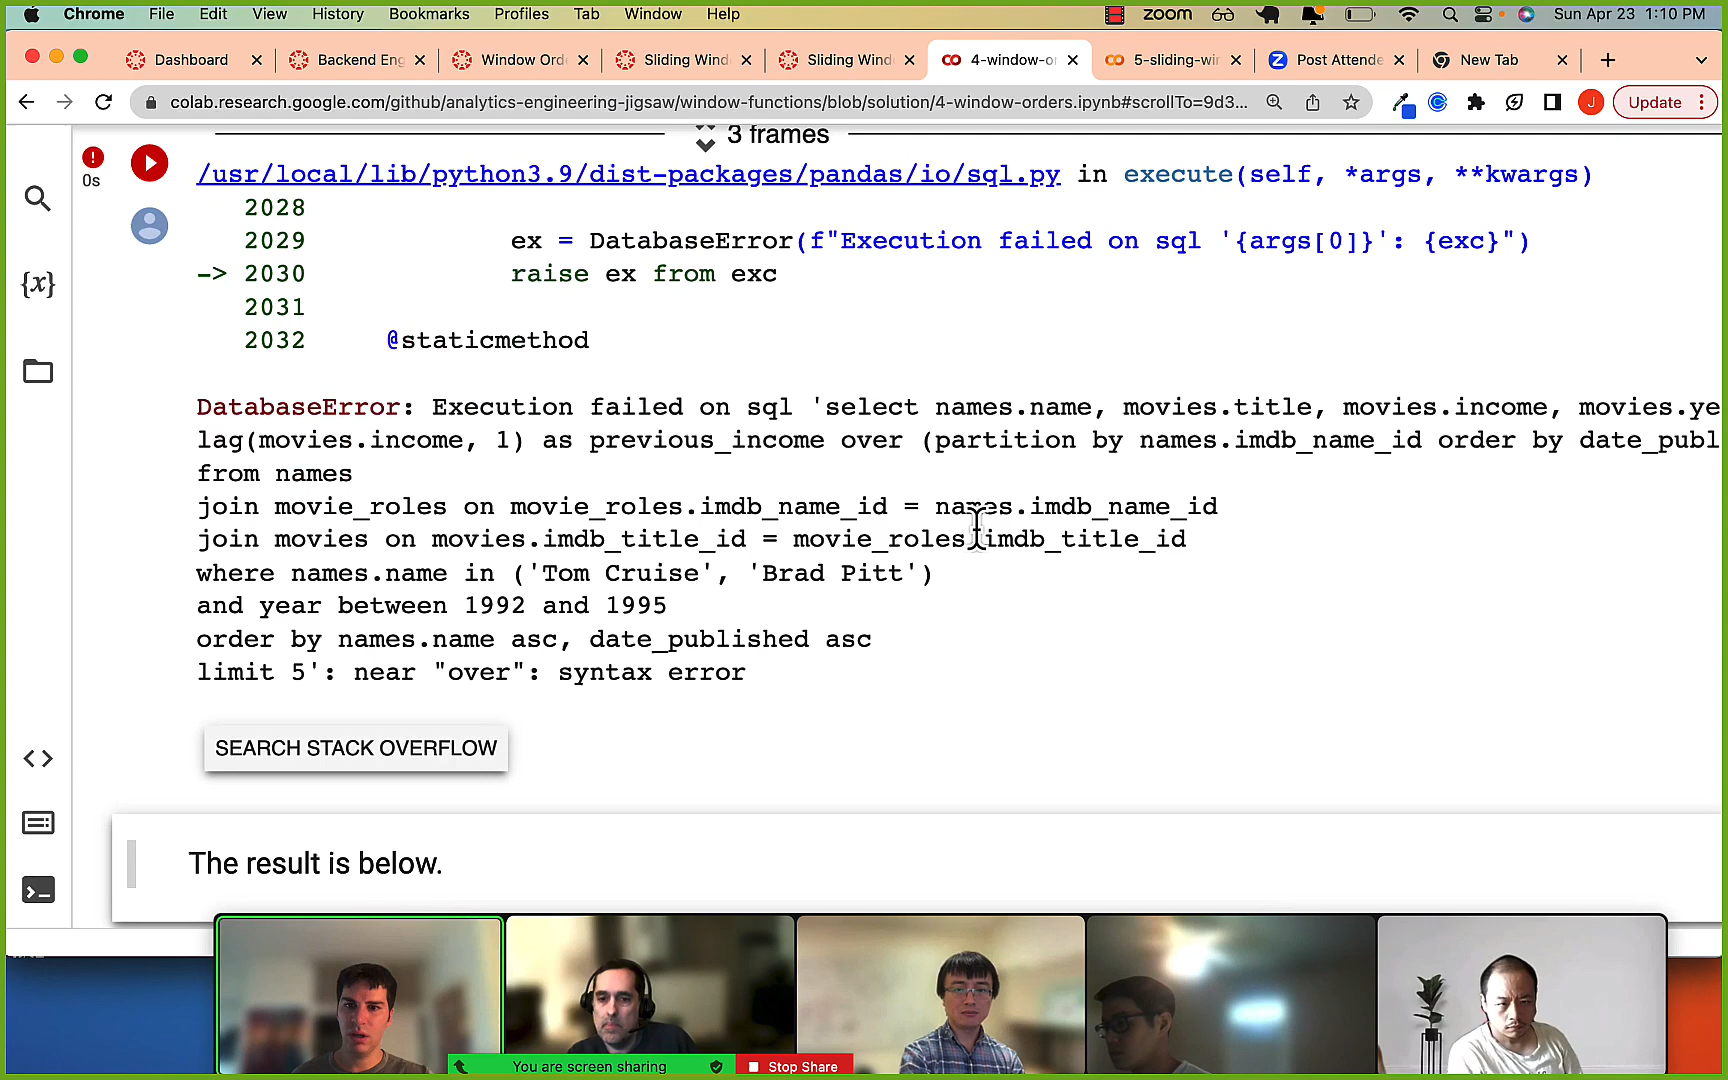 Chrome File Edit View History Bookmarks Profiles Tab Window Help zoom Sun Apr 23 1:10 PM
Dashboard Backend Eng Window Orde Sliding Wind Sliding Wind 4-window-or 5-sliding-wi Post Attende New Tab
colab.research.google.com/github/analytics-engineering-jigsaw/window-functions/blob/solution/4-window-orders.ipynb#scrollTo=9d3... J Update
3 frames
0s
/usr/local/lib/python3.9/dist-packages/pandas/io/sql.py in execute(self, *args, **kwargs)
2028
2029 ex = DatabaseError(f"Execution failed on sql '{args[0]}': {exc}")
-> 2030 raise ex from exc
2031
2032 @staticmethod
{x}
DatabaseError: Execution failed on sql 'select names.name, movies.title, movies.income, movies.ye
lag(movies.income, 1) as previous_income over (partition by names.imdb_name_id order by date_publ
from names
join movie_roles on movie_roles.imdb_name_id = names.imdb_name_id
join movies on movies.imdb_title_id = movie_roles.imdb_title_id
where names.name in ('Tom Cruise', 'Brad Pitt')
and year between 1992 and 1995
order by names.name asc, date_published asc
limit 5': near "over": syntax error
SEARCH STACK OVERFLOW
The result is below.
You are screen sharing Stop Share